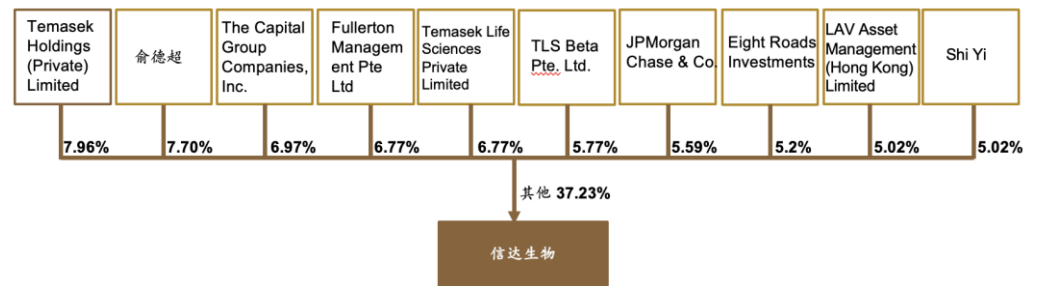 Temasek
Holdings
(Private)
Limited
俞德超
The Capital
Group
Companies,
Inc.
Fullerton
Managem
ent Pte
Ltd
Temasek Life
Sciences
Private
Limited
TLS Beta
Pte. Ltd.
JPMorgan
Chase & Co.
Eight Roads
Investments
LAV Asset
Management
(Hong Kong)
Limited
Shi Yi
7.96%
7.70%
6.97%
6.77%
6.77%
5.77%
5.59%
5.2%
5.02%
5.02%
其他 37.23%
信达生物